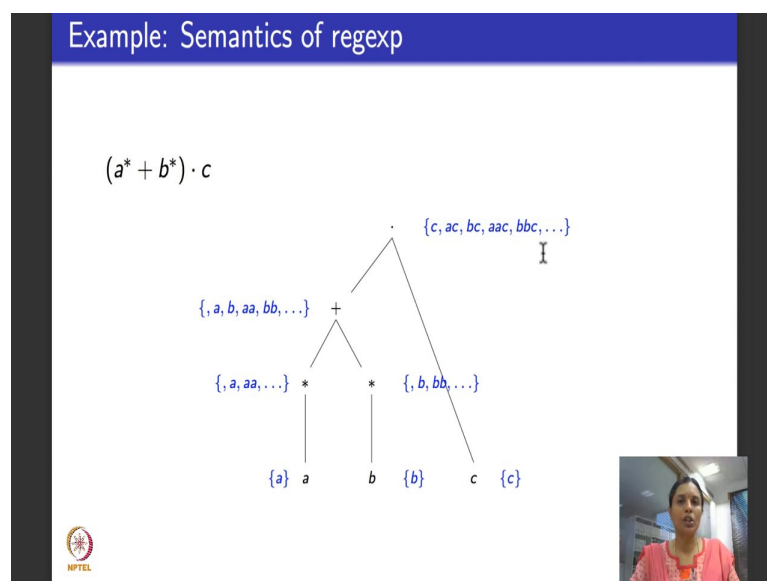 Example: Semantics of regexp
(a* + b*) · c
· {c, ac, bc, aac, bbc, . . .}
{, a, b, aa, bb, . . .} +
{, a, aa, . . .} * * {, b, bb, . . .}
{a} a b {b} c {c}
NPTEL